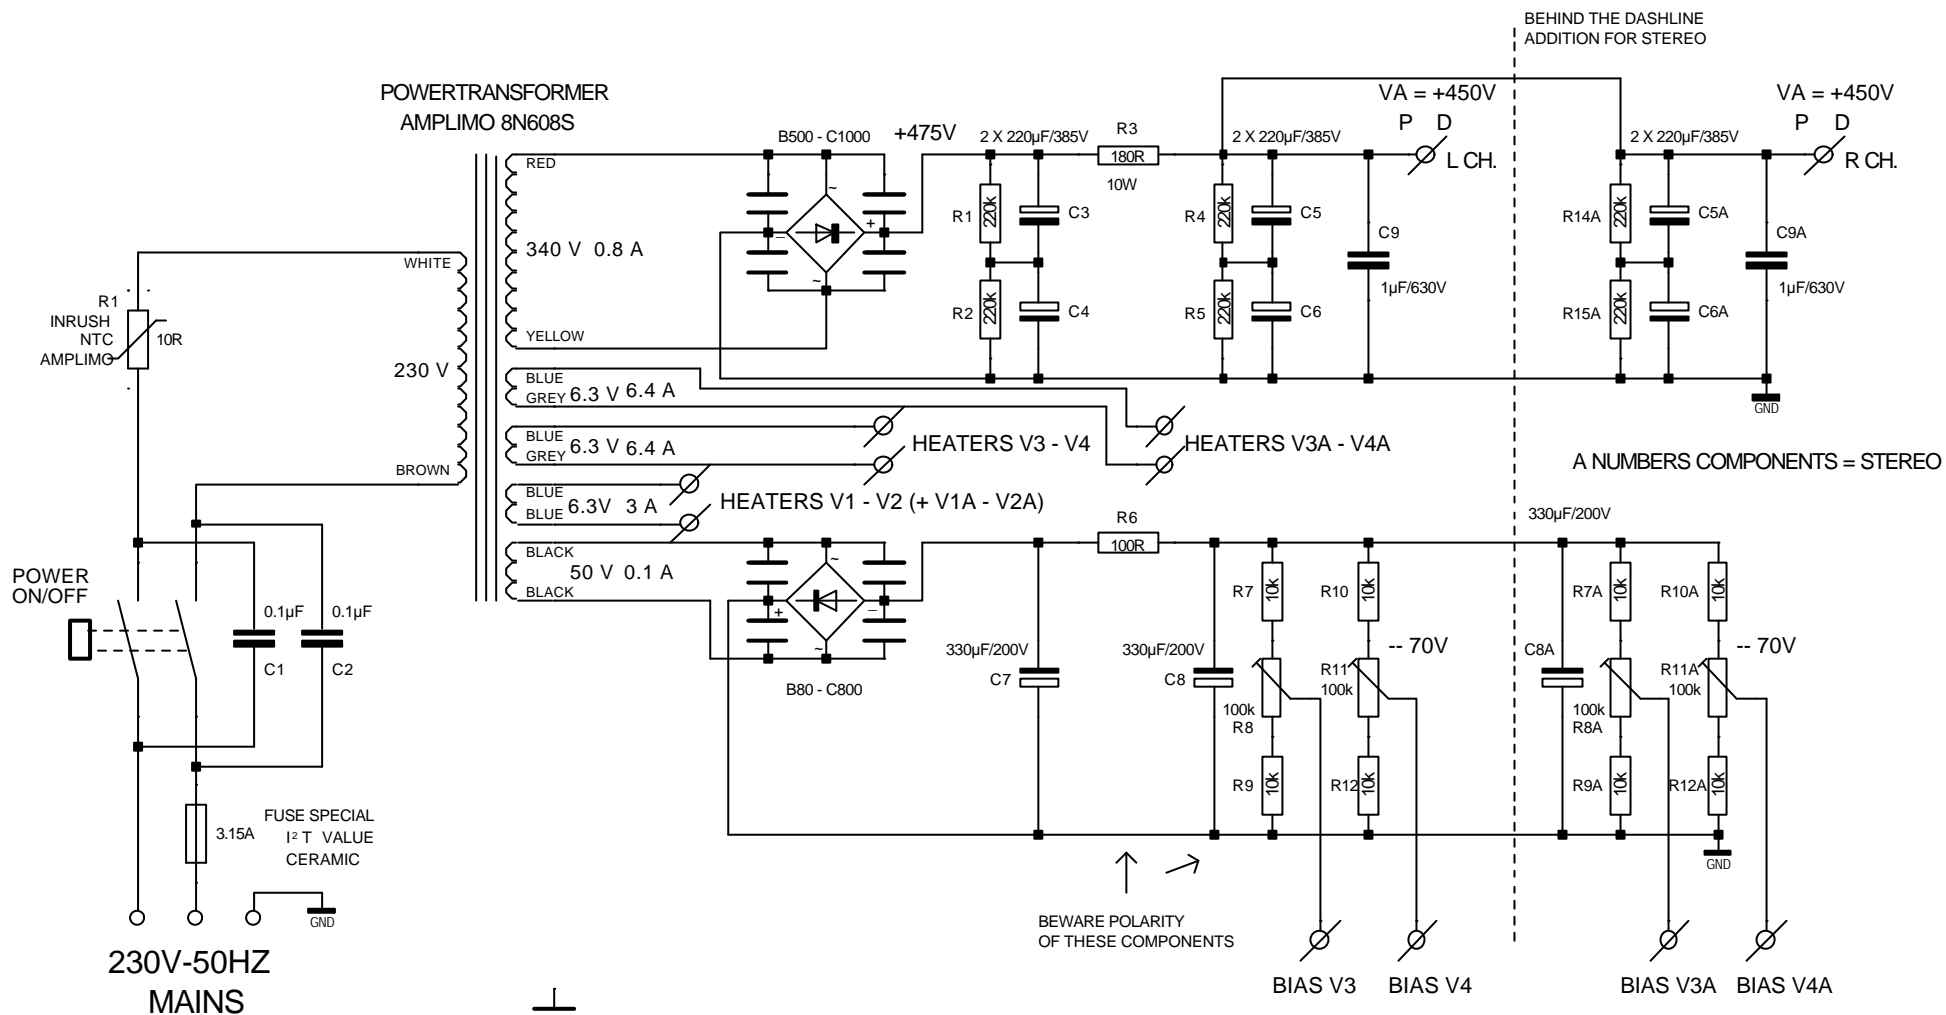 BEHIND THE DASHLINE
ADDITION FOR STEREO
POWERTRANSFORMER
AMPLIMO 8N608S
B500 - C1000
+475V
2 X 220µF/385V
R3
180R
10W
2 X 220µF/385V
VA = +450V
P D
L CH.
2 X 220µF/385V
VA = +450V
P D
R CH.
RED
340 V 0.8 A
YELLOW
~
+
_
~
R1
220k
C3
R2
220k
C4
R4
220k
C5
R5
220k
C6
C9
1µF/630V
R14A
220k
C5A
R15A
220k
C6A
C9A
1µF/630V
GND
WHITE
230 V
BROWN
R1
INRUSH
NTC
AMPLIMO
10R
BLUE
GREY
6.3 V 6.4 A
BLUE
GREY
6.3 V 6.4 A
BLUE
BLUE
6.3V 3 A
BLACK
50 V 0.1 A
BLACK
HEATERS V3 - V4
HEATERS V3A - V4A
HEATERS V1 - V2 (+ V1A - V2A)
A NUMBERS COMPONENTS = STEREO
POWER
ON/OFF
0.1µF
C1
0.1µF
C2
~
+
_
~
B80 - C800
R6
100R
330µF/200V
C7
330µF/200V
C8
R7
10k
R10
10k
-- 70V
100k
R8
R11
100k
R9
10k
R12
10k
330µF/200V
C8A
R7A
10k
R10A
10k
-- 70V
100k
R8A
R11A
100k
R9A
10k
R12A
10k
GND
3.15A
FUSE SPECIAL
I² T VALUE
CERAMIC
GND
230V-50HZ
MAINS
BEWARE POLARITY
OF THESE COMPONENTS
BIAS V3
BIAS V4
BIAS V3A
BIAS V4A